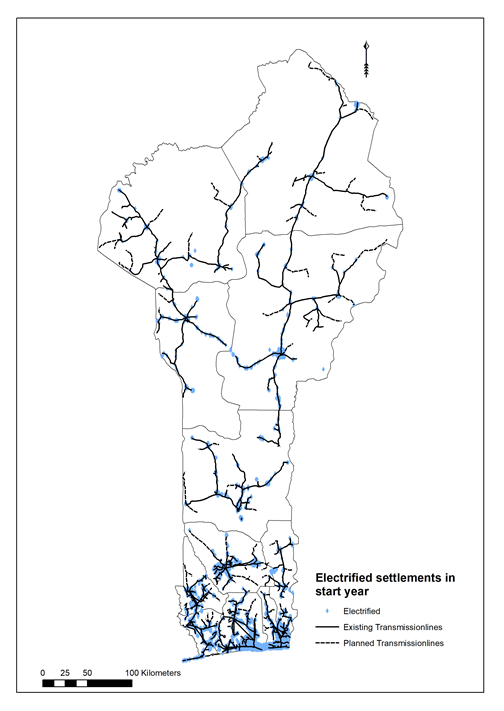 Electrified settlements in
start year
Electrified
Existing Transmissionlines
Planned Transmissionlines
0 25 50 100 Kilometers